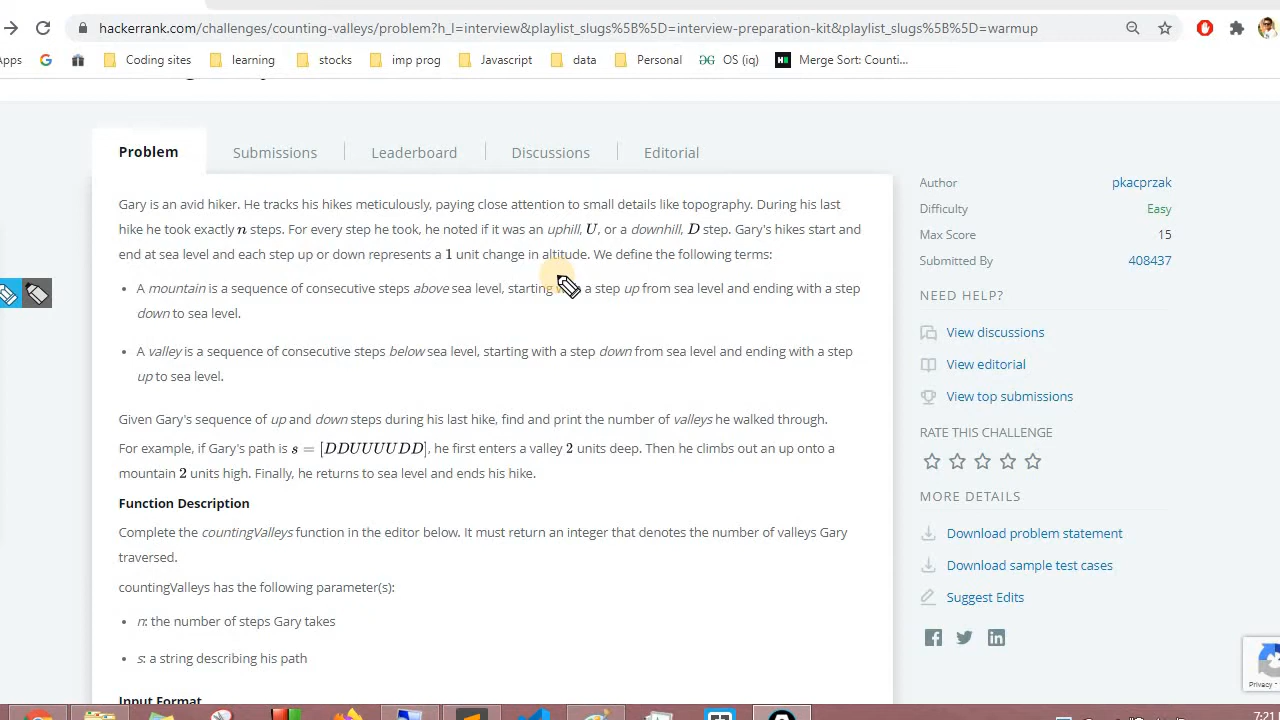 hackerrank.com/challenges/counting-valleys/problem?h_l=interview&playlist_slugs%5B%5D=interview-preparation-kit&playlist_slugs%5B%5D=warmup
Apps Coding sites learning stocks imp prog Javascript data Personal OS (iq) Merge Sort: Counti...
Problem Submissions Leaderboard Discussions Editorial
Gary is an avid hiker. He tracks his hikes meticulously, paying close attention to small details like topography. During his last
hike he took exactly n steps. For every step he took, he noted if it was an uphill, U, or a downhill, D step. Gary's hikes start and
end at sea level and each step up or down represents a 1 unit change in altitude. We define the following terms:
• A mountain is a sequence of consecutive steps above sea level, starting a step up from sea level and ending with a step
down to sea level.
• A valley is a sequence of consecutive steps below sea level, starting with a step down from sea level and ending with a step
up to sea level.
Given Gary's sequence of up and down steps during his last hike, find and print the number of valleys he walked through.
For example, if Gary's path is s = [DDUUUUDD], he first enters a valley 2 units deep. Then he climbs out an up onto a
mountain 2 units high. Finally, he returns to sea level and ends his hike.
Function Description
Complete the countingValleys function in the editor below. It must return an integer that denotes the number of valleys Gary
traversed.
countingValleys has the following parameter(s):
• n: the number of steps Gary takes
• s: a string describing his path
Input Format
Author pkacprzak
Difficulty Easy
Max Score 15
Submitted By 408437
NEED HELP?
View discussions
View editorial
View top submissions
RATE THIS CHALLENGE
MORE DETAILS
Download problem statement
Download sample test cases
Suggest Edits
Privacy -
7:21